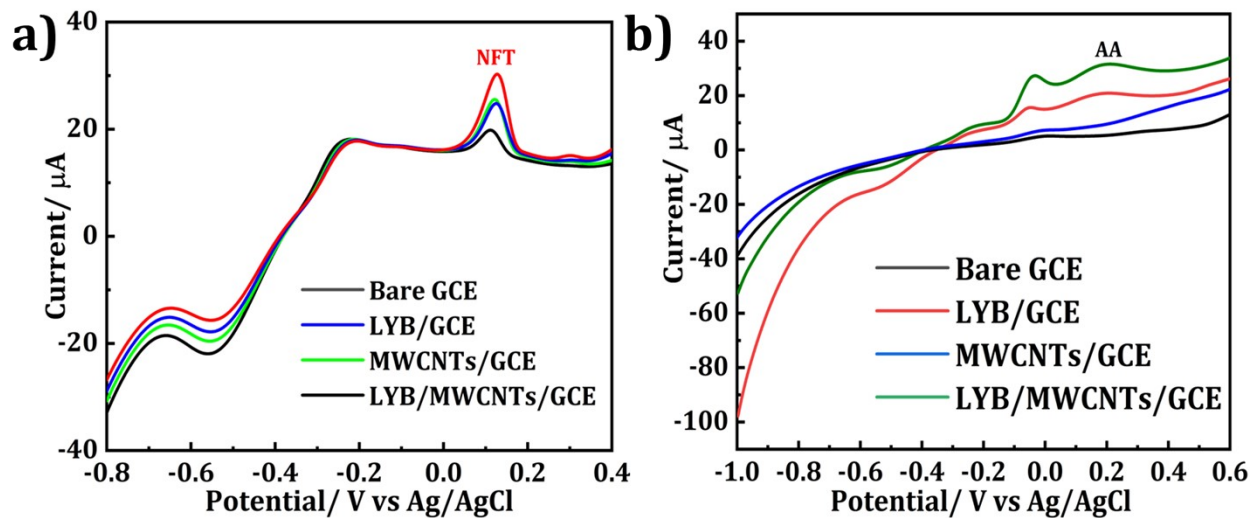 a)
NFT
40
20
0
-20
-40
Current/ μA
Bare GCE
LYB/GCE
MWCNTs/GCE
LYB/MWCNTs/GCE
-0.8 -0.6 -0.4 -0.2 0.0 0.2 0.4
Potential/ V vs Ag/AgCl
b)
AA
40
20
0
-20
-40
-60
-80
-100
Current/ μA
Bare GCE
LYB/GCE
MWCNTs/GCE
LYB/MWCNTs/GCE
-1.0 -0.8 -0.6 -0.4 -0.2 0.0 0.2 0.4 0.6
Potential/ V vs Ag/AgCl